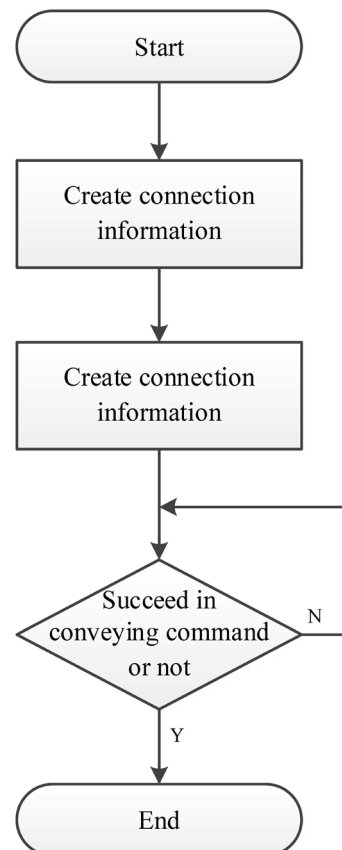 Start
Create connection
information
Create connection
information
Succeed in
conveying command
or not
N
Y
End